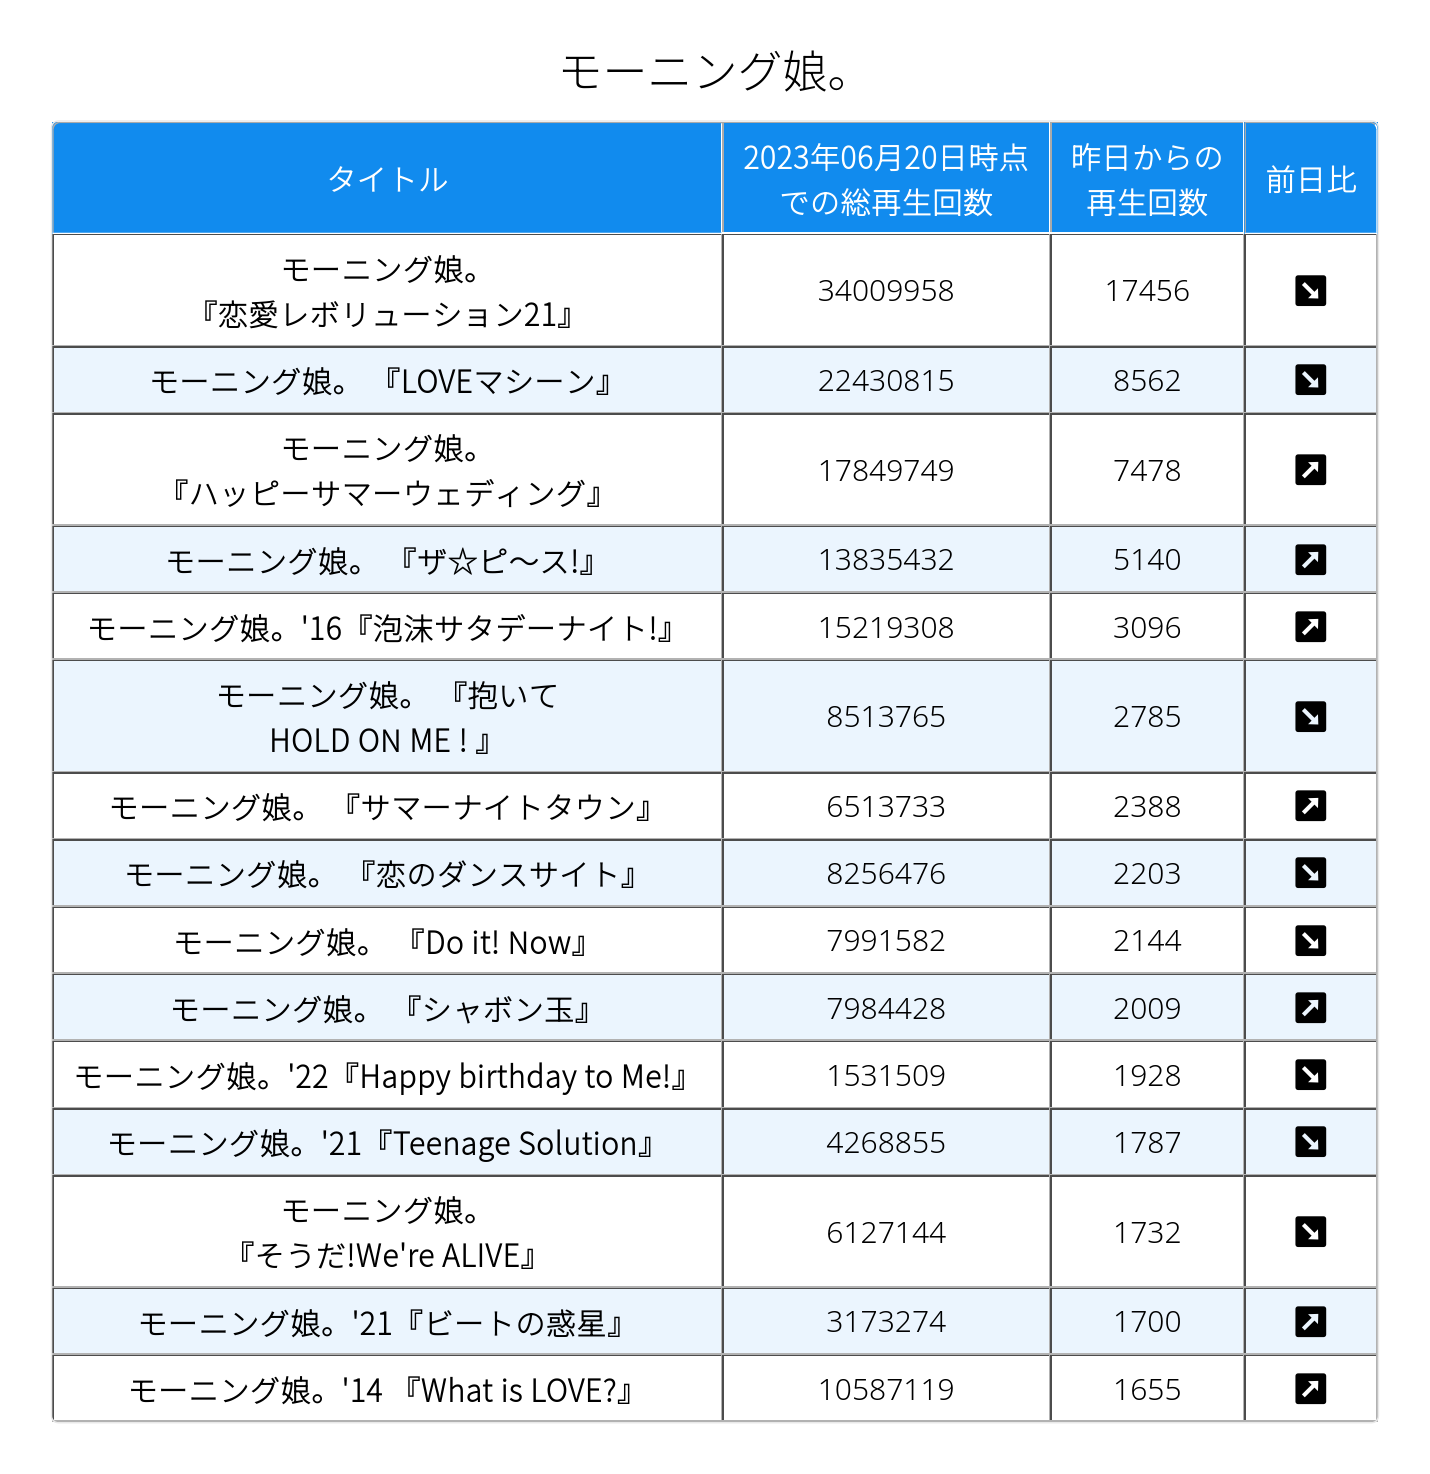 モーニング娘。
タイトル
2023年06月20日時点
での総再生回数
昨日からの
再生回数
前日比
モーニング娘。
『恋愛レボリューション21』
34009958
17456
モーニング娘。 『LOVEマシーン』
22430815
8562
モーニング娘。
『ハッピーサマーウェディング』
17849749
7478
モーニング娘。 『ザ☆ピ〜ス!』
13835432
5140
モーニング娘。'16『泡沫サタデーナイト!』
15219308
3096
モーニング娘。 『抱いて
HOLD ON ME ! 』
8513765
2785
モーニング娘。 『サマーナイトタウン』
6513733
2388
モーニング娘。 『恋のダンスサイト』
8256476
2203
モーニング娘。 『Do it! Now』
7991582
2144
モーニング娘。 『シャボン玉』
7984428
2009
モーニング娘。'22『Happy birthday to Me!』
1531509
1928
モーニング娘。'21『Teenage Solution』
4268855
1787
モーニング娘。
『そうだ!We're ALIVE』
6127144
1732
モーニング娘。'21『ビートの惑星』
3173274
1700
モーニング娘。'14 『What is LOVE?』
10587119
1655